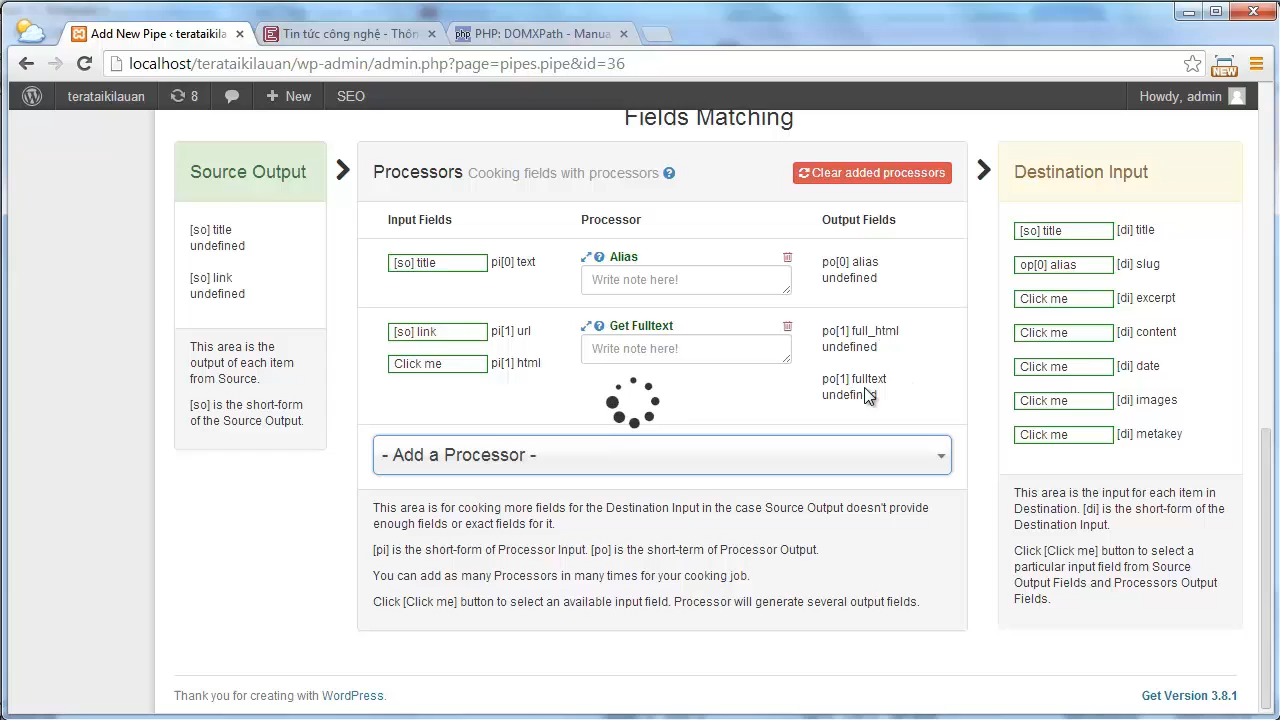 Add New Pipe ‹ terataikila
Tin tức công nghệ - Thôn
php PHP: DOMXPath - Manua
localhost/terataikilauan/wp-admin/admin.php?page=pipes.pipe&id=36
NEW
terataikilauan 8 + New SEO Howdy, admin
Fields Matching
Source Output
[so] title
undefined
[so] link
undefined
This area is the
output of each item
from Source.
[so] is the short-form
of the Source Output.
Processors Cooking fields with processors
Clear added processors
Input Fields Processor Output Fields
[so] title pi[0] text
Alias
Write note here!
po[0] alias
undefined
[so] link pi[1] url
Click me pi[1] html
Get Fulltext
Write note here!
po[1] full_html
undefined
po[1] fulltext
undefined
- Add a Processor -
This area is for cooking more fields for the Destination Input in the case Source Output doesn't provide
enough fields or exact fields for it.
[pi] is the short-form of Processor Input. [po] is the short-term of Processor Output.
You can add as many Processors in many times for your cooking job.
Click [Click me] button to select an available input field. Processor will generate several output fields.
Destination Input
[so] title [di] title
op[0] alias [di] slug
Click me [di] excerpt
Click me [di] content
Click me [di] date
Click me [di] images
Click me [di] metakey
This area is the input for each item in
Destination. [di] is the short-form of the
Destination Input.
Click [Click me] button to select a
particular input field from Source
Output Fields and Processors Output
Fields.
Thank you for creating with WordPress.
Get Version 3.8.1